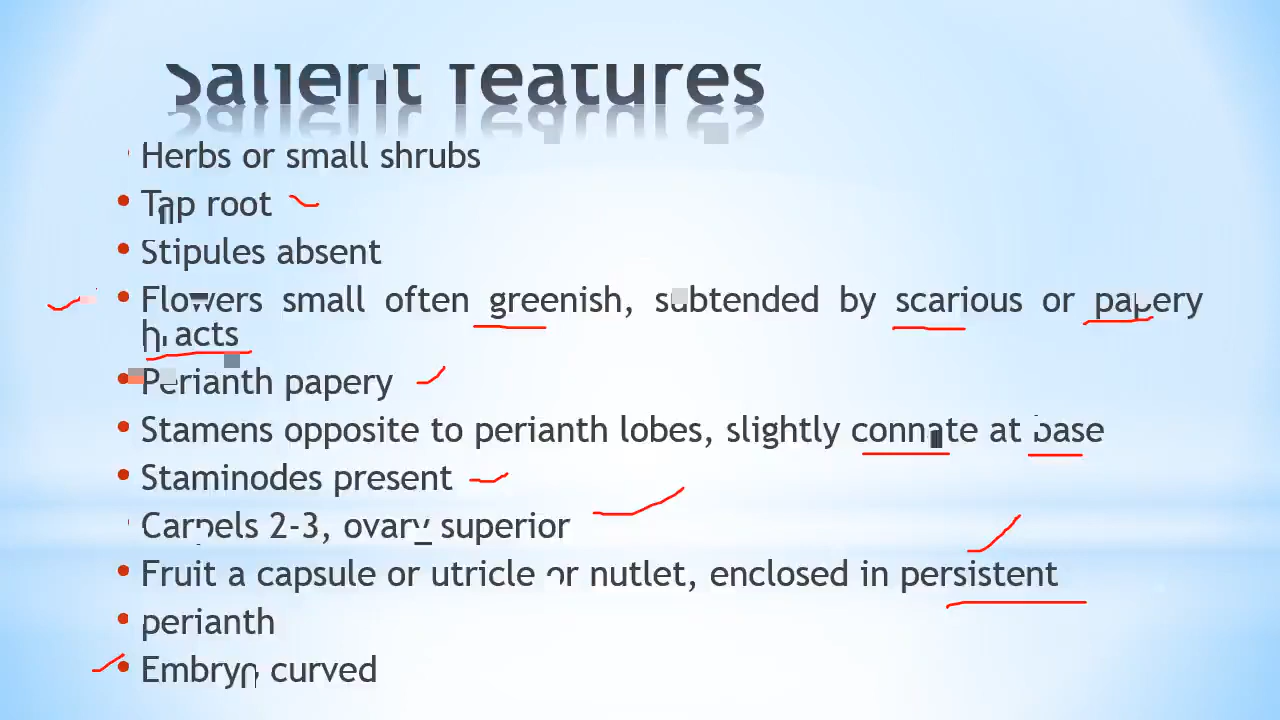 Salient features
Herbs or small shrubs
• Tap root
• Stipules absent
• Flowers small often greenish, subtended by scarious or papery
bracts
• Perianth papery
• Stamens opposite to perianth lobes, slightly connate at base
• Staminodes present
Carpels 2-3, ovary superior
• Fruit a capsule or utricle or nutlet, enclosed in persistent
• perianth
• Embryo curved